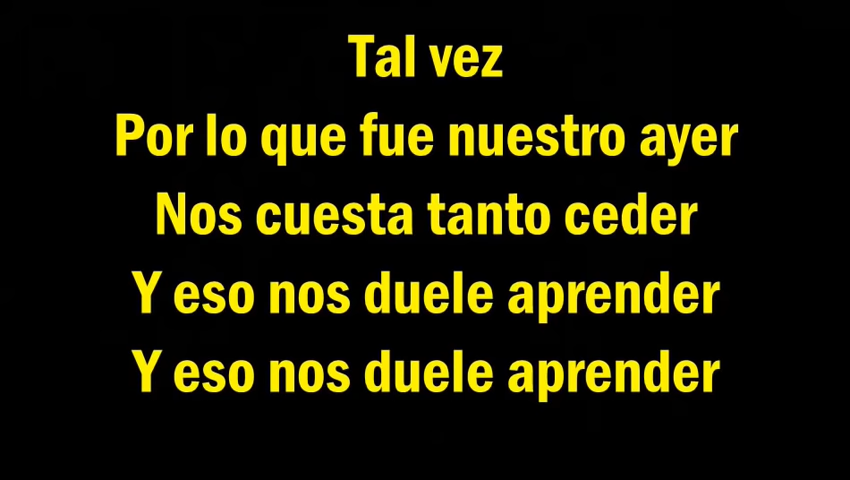 Tal vez
Por lo que fue nuestro ayer
Nos cuesta tanto ceder
Y eso nos duele aprender
Y eso nos duele aprender